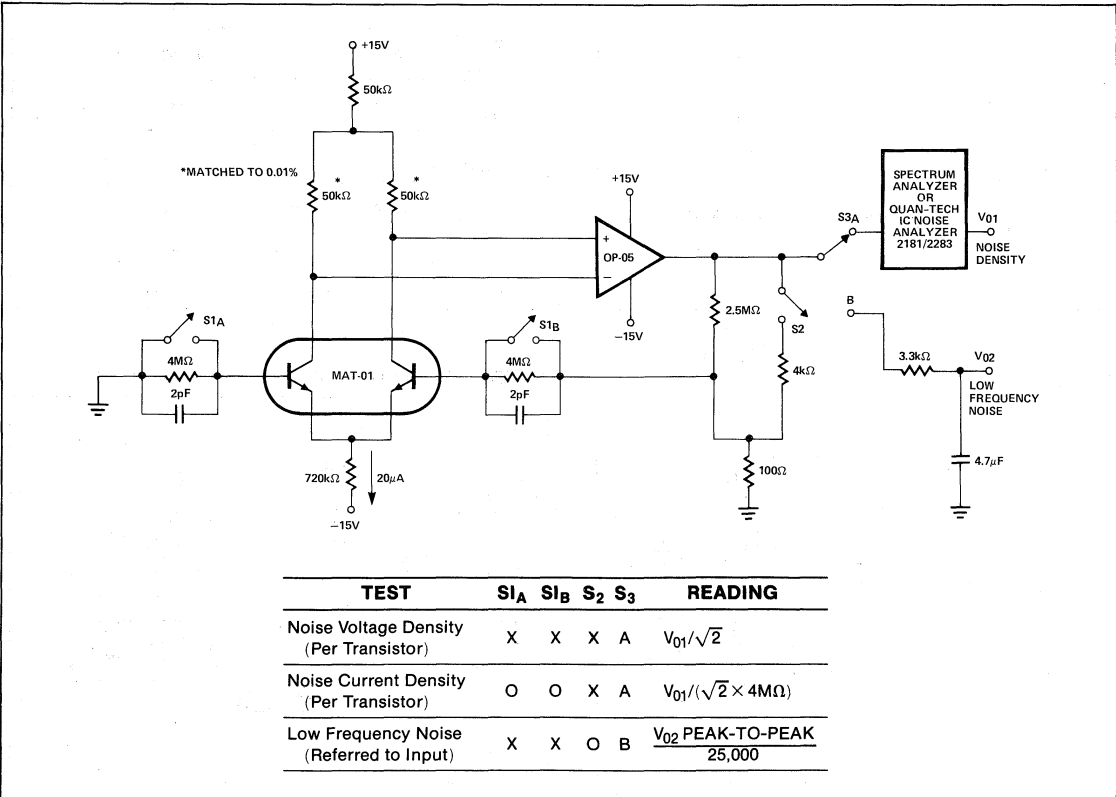 +15V
50kΩ
*MATCHED TO 0.01%
*
50kΩ
*
50kΩ
+15V
+
OP-05
−
−15V
SPECTRUM
ANALYZER
OR
QUAN-TECH
IC NOISE
ANALYZER
2181/2283
S3A
V01
NOISE
DENSITY
2.5MΩ
S2
B
4kΩ
3.3kΩ
V02
LOW
FREQUENCY
NOISE
4.7μF
100Ω
S1A
4MΩ
2pF
MAT-01
S1B
4MΩ
2pF
720kΩ
20μA
−15V
TEST SIA SIB S2 S3 READING
Noise Voltage Density
(Per Transistor) X X X A V01/√2
Noise Current Density
(Per Transistor) O O X A V01/(√2 × 4MΩ)
Low Frequency Noise
(Referred to Input) X X O B V02 PEAK-TO-PEAK
25,000